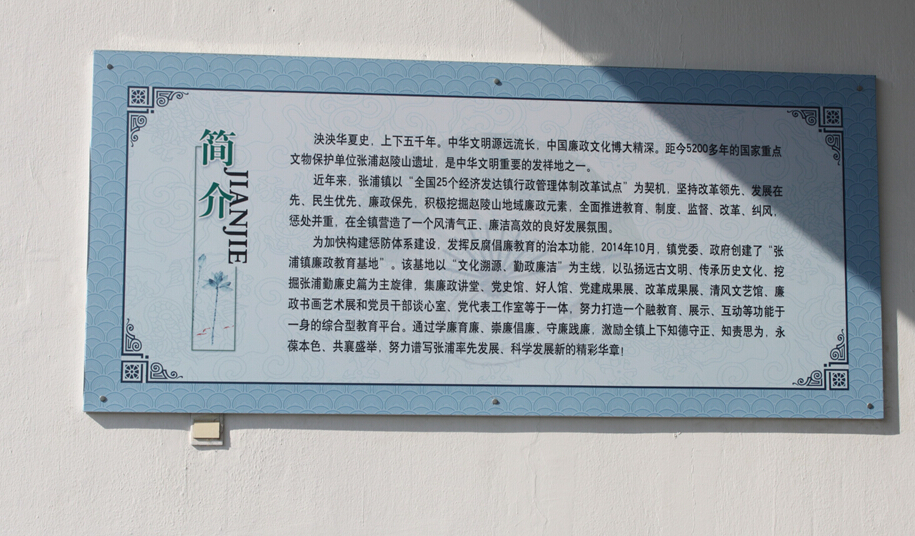 简介
JIANJIE
泱泱华夏史，上下五千年。中华文明源远流长，中国廉政文化博大精深。距今5200多年的国家重点
文物保护单位张浦赵陵山遗址，是中华文明重要的发祥地之一。
近年来，张浦镇以“全国25个经济发达镇行政管理体制改革试点”为契机，坚持改革领先、发展在
先、民生优先、廉政保先，积极挖掘赵陵山地域廉政元素，全面推进教育、制度、监督、改革、纠风，
惩处并重，在全镇营造了一个风清气正、廉洁高效的良好发展氛围。
为加快构建惩防体系建设，发挥反腐倡廉教育的治本功能，2014年10月，镇党委、政府创建了“张
浦镇廉政教育基地”。该基地以“文化溯源，勤政廉洁”为主线，以弘扬远古文明、传承历史文化、挖
掘张浦勤廉史篇为主旋律，集廉政讲堂、党史馆、好人馆、党建成果展、改革成果展、清风文艺馆、廉
政书画艺术展和党员干部谈心室、党代表工作室等于一体，努力打造一个融教育、展示、互动等功能于
一身的综合型教育平台。通过学廉育廉、崇廉倡廉、守廉践廉，激励全镇上下知德守正，知责思为，永
葆本色、共襄盛举，努力谱写张浦率先发展、科学发展新的精彩华章！